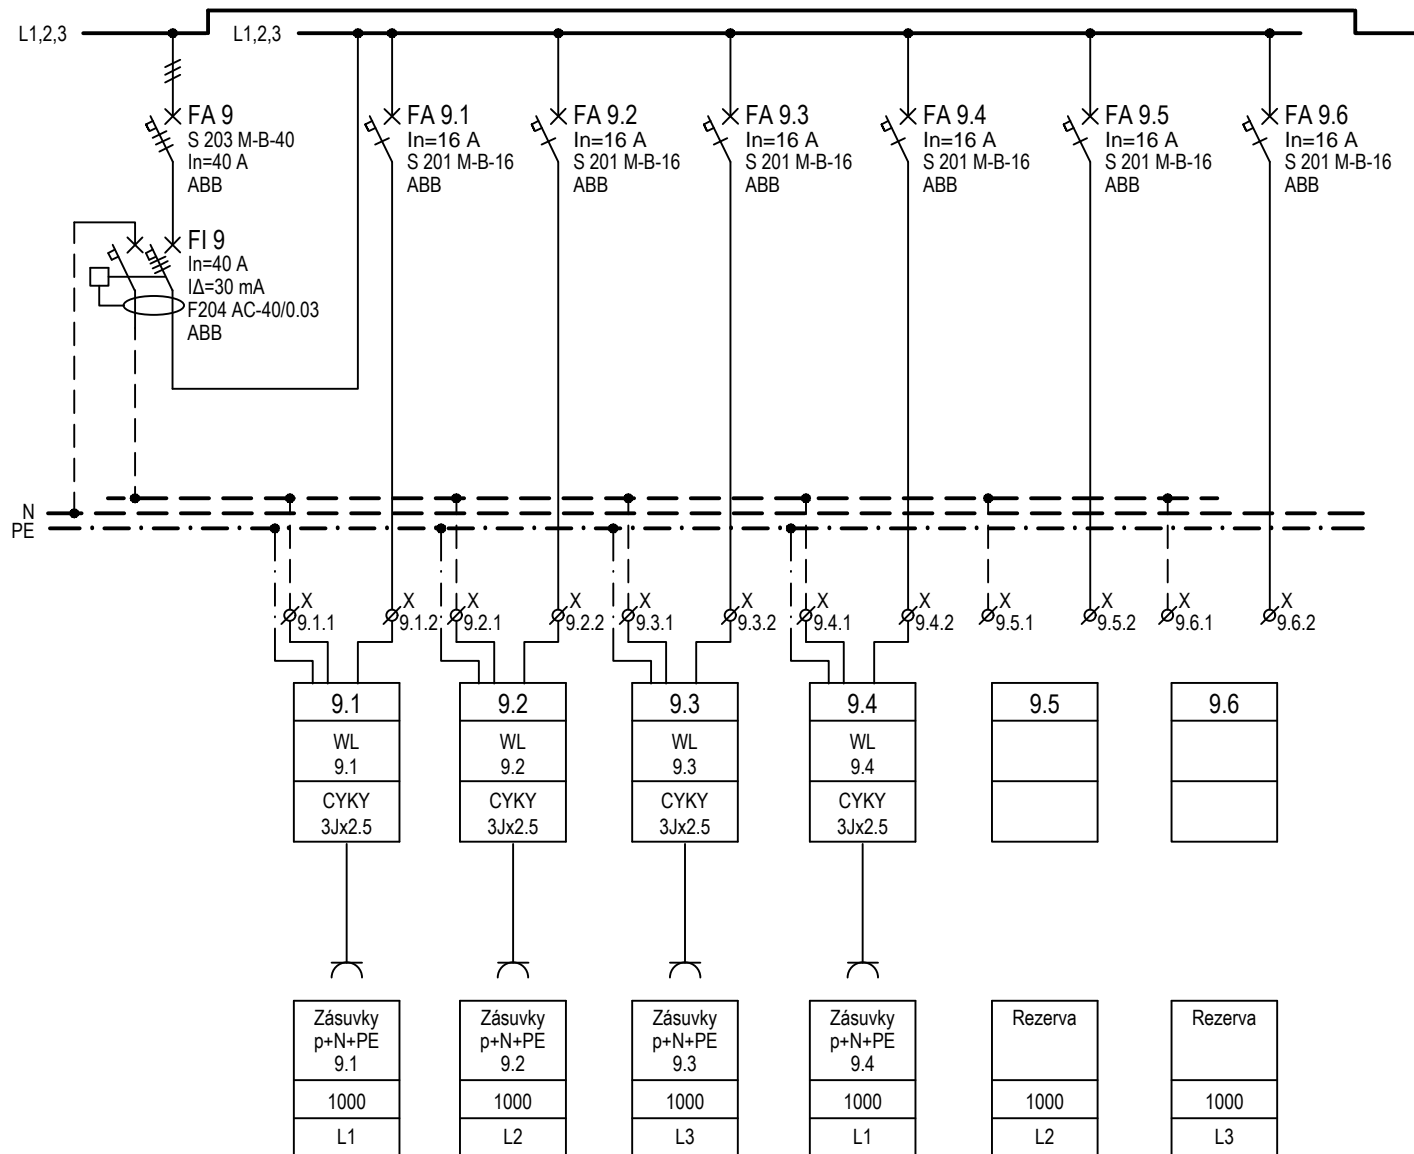 L1,2,3
L1,2,3
FA 9
S 203 M-B-40
In=40 A
ABB
FA 9.1
In=16 A
S 201 M-B-16
ABB
FA 9.2
In=16 A
S 201 M-B-16
ABB
FA 9.3
In=16 A
S 201 M-B-16
ABB
FA 9.4
In=16 A
S 201 M-B-16
ABB
FA 9.5
In=16 A
S 201 M-B-16
ABB
FA 9.6
In=16 A
S 201 M-B-16
ABB
FI 9
In=40 A
IΔ=30 mA
F204 AC-40/0.03
ABB
N
PE
X
9.1.1
X
9.1.2
X
9.2.1
X
9.2.2
X
9.3.1
X
9.3.2
X
9.4.1
X
9.4.2
X
9.5.1
X
9.5.2
X
9.6.1
X
9.6.2
9.1
WL
9.1
CYKY
3Jx2.5
9.2
WL
9.2
CYKY
3Jx2.5
9.3
WL
9.3
CYKY
3Jx2.5
9.4
WL
9.4
CYKY
3Jx2.5
9.5
9.6
Zásuvky
p+N+PE
9.1
1000
L1
Zásuvky
p+N+PE
9.2
1000
L2
Zásuvky
p+N+PE
9.3
1000
L3
Zásuvky
p+N+PE
9.4
1000
L1
Rezerva
1000
L2
Rezerva
1000
L3